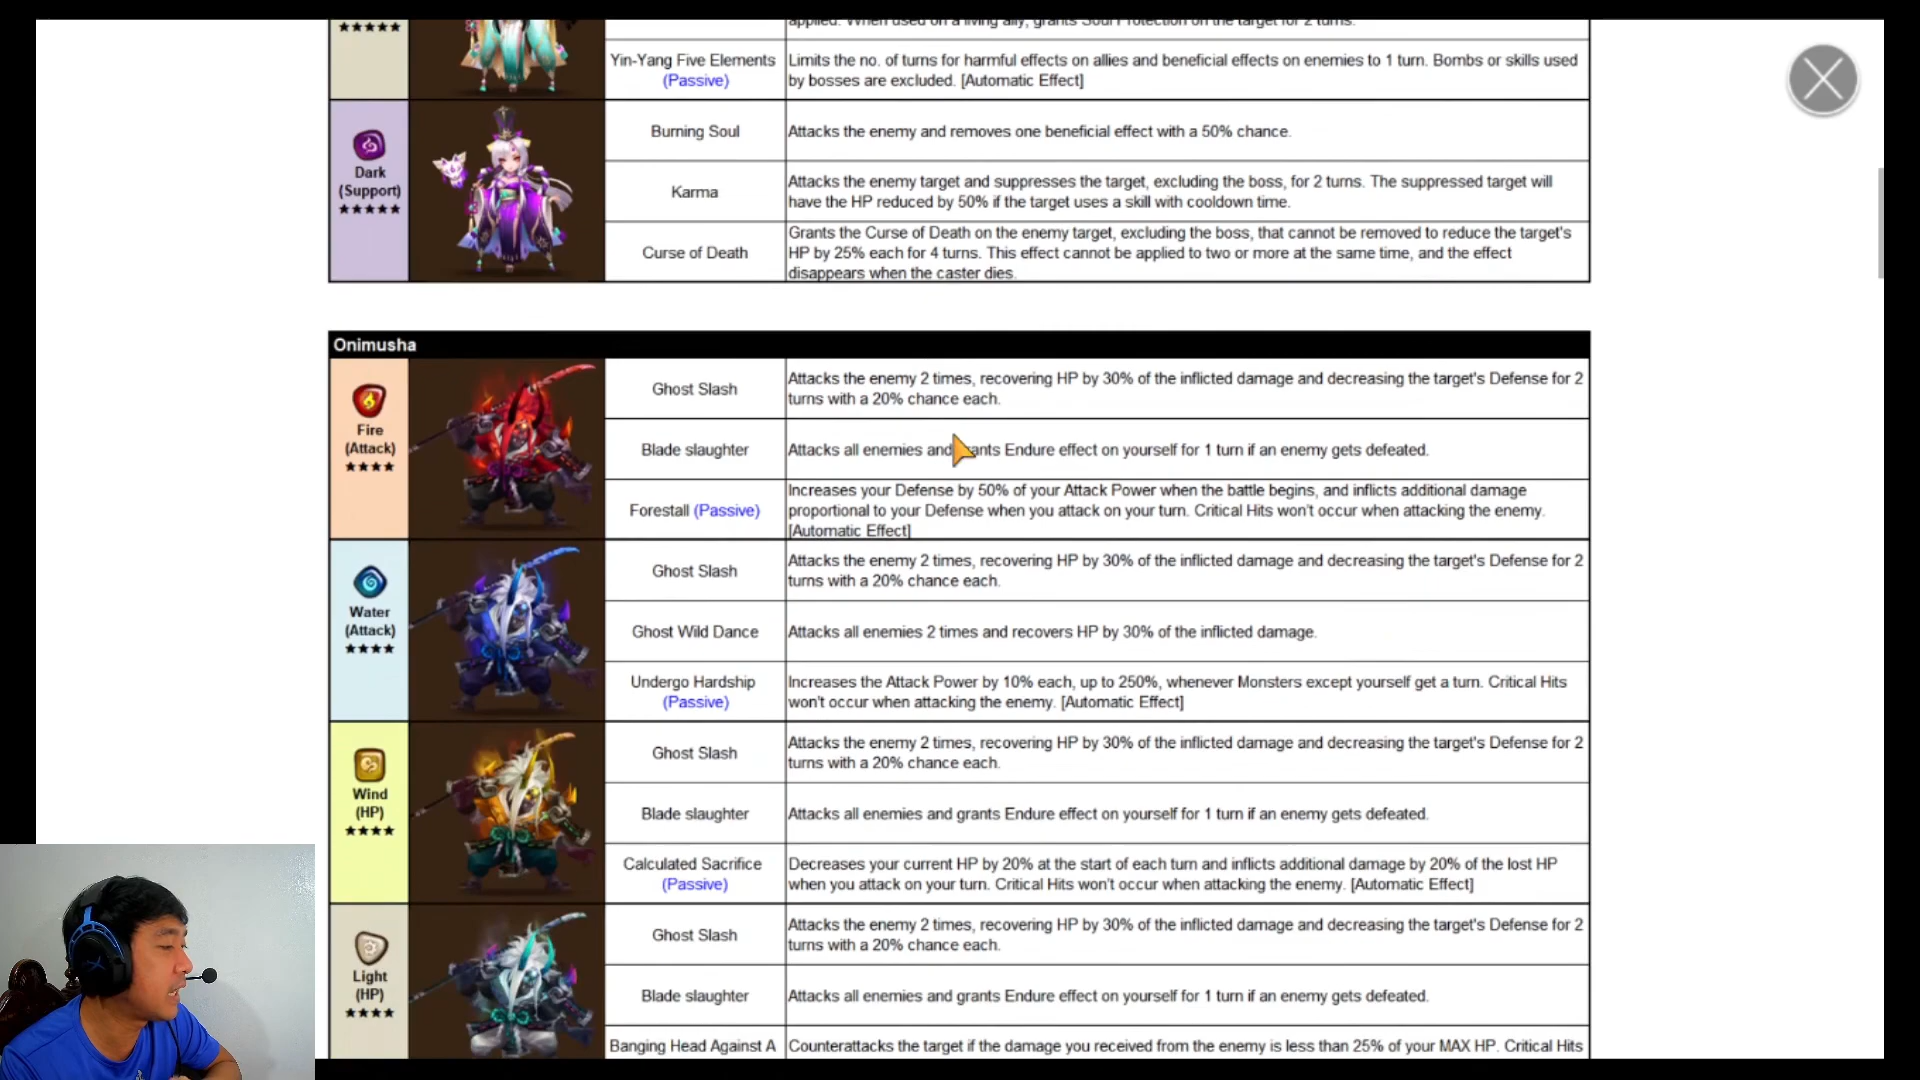 applied. When used on a living ally, grants Soul Protection on the target for 2 turns.
Yin-Yang Five Elements
(Passive)
Limits the no. of turns for harmful effects on allies and beneficial effects on enemies to 1 turn. Bombs or skills used
by bosses are excluded. [Automatic Effect]
Dark
(Support)
Burning Soul
Attacks the enemy and removes one beneficial effect with a 50% chance.
Karma
Attacks the enemy target and suppresses the target, excluding the boss, for 2 turns. The suppressed target will
have the HP reduced by 50% if the target uses a skill with cooldown time.
Curse of Death
Grants the Curse of Death on the enemy target, excluding the boss, that cannot be removed to reduce the target's
HP by 25% each for 4 turns. This effect cannot be applied to two or more at the same time, and the effect
disappears when the caster dies.
Onimusha
Fire
(Attack)
Ghost Slash
Attacks the enemy 2 times, recovering HP by 30% of the inflicted damage and decreasing the target's Defense for 2
turns with a 20% chance each.
Blade slaughter
Attacks all enemies and grants Endure effect on yourself for 1 turn if an enemy gets defeated.
Forestall (Passive)
Increases your Defense by 50% of your Attack Power when the battle begins, and inflicts additional damage
proportional to your Defense when you attack on your turn. Critical Hits won't occur when attacking the enemy.
[Automatic Effect]
Water
(Attack)
Ghost Slash
Attacks the enemy 2 times, recovering HP by 30% of the inflicted damage and decreasing the target's Defense for 2
turns with a 20% chance each.
Ghost Wild Dance
Attacks all enemies 2 times and recovers HP by 30% of the inflicted damage.
Undergo Hardship
(Passive)
Increases the Attack Power by 10% each, up to 250%, whenever Monsters except yourself get a turn. Critical Hits
won't occur when attacking the enemy. [Automatic Effect]
Wind
(HP)
Ghost Slash
Attacks the enemy 2 times, recovering HP by 30% of the inflicted damage and decreasing the target's Defense for 2
turns with a 20% chance each.
Blade slaughter
Attacks all enemies and grants Endure effect on yourself for 1 turn if an enemy gets defeated.
Calculated Sacrifice
(Passive)
Decreases your current HP by 20% at the start of each turn and inflicts additional damage by 20% of the lost HP
when you attack on your turn. Critical Hits won't occur when attacking the enemy. [Automatic Effect]
Light
(HP)
Ghost Slash
Attacks the enemy 2 times, recovering HP by 30% of the inflicted damage and decreasing the target's Defense for 2
turns with a 20% chance each.
Blade slaughter
Attacks all enemies and grants Endure effect on yourself for 1 turn if an enemy gets defeated.
Banging Head Against A
Counterattacks the target if the damage you received from the enemy is less than 25% of your MAX HP. Critical Hits